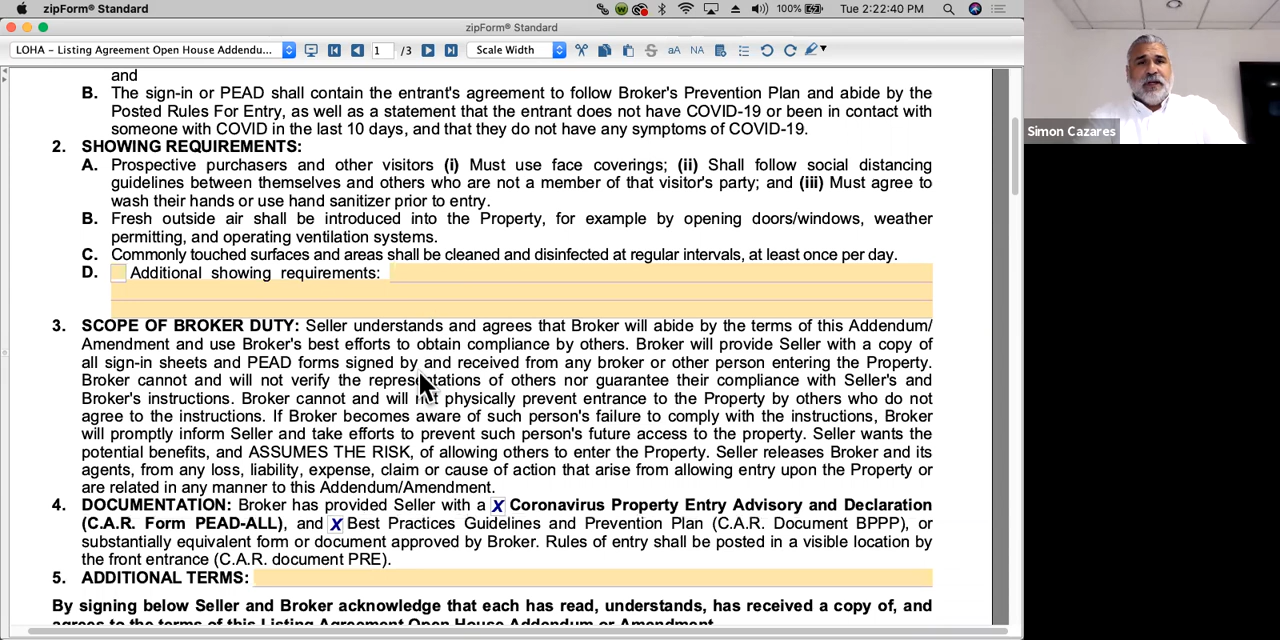 zipForm® Standard
100%
Tue 2:22:40 PM
zipForm® Standard
LOHA - Listing Agreement Open House Addendu...
1 /3
Scale Width
aA NA
and
B. The sign-in or PEAD shall contain the entrant's agreement to follow Broker's Prevention Plan and abide by the
Posted Rules For Entry, as well as a statement that the entrant does not have COVID-19 or been in contact with
someone with COVID in the last 10 days, and that they do not have any symptoms of COVID-19.
2. SHOWING REQUIREMENTS:
A. Prospective purchasers and other visitors (i) Must use face coverings; (ii) Shall follow social distancing
guidelines between themselves and others who are not a member of that visitor's party; and (iii) Must agree to
wash their hands or use hand sanitizer prior to entry.
B. Fresh outside air shall be introduced into the Property, for example by opening doors/windows, weather
permitting, and operating ventilation systems.
C. Commonly touched surfaces and areas shall be cleaned and disinfected at regular intervals, at least once per day.
D. Additional showing requirements:
3. SCOPE OF BROKER DUTY: Seller understands and agrees that Broker will abide by the terms of this Addendum/
Amendment and use Broker's best efforts to obtain compliance by others. Broker will provide Seller with a copy of
all sign-in sheets and PEAD forms signed by and received from any broker or other person entering the Property.
Broker cannot and will not verify the representations of others nor guarantee their compliance with Seller's and
Broker's instructions. Broker cannot and will not physically prevent entrance to the Property by others who do not
agree to the instructions. If Broker becomes aware of such person's failure to comply with the instructions, Broker
will promptly inform Seller and take efforts to prevent such person's future access to the property. Seller wants the
potential benefits, and ASSUMES THE RISK, of allowing others to enter the Property. Seller releases Broker and its
agents, from any loss, liability, expense, claim or cause of action that arise from allowing entry upon the Property or
are related in any manner to this Addendum/Amendment.
4. DOCUMENTATION: Broker has provided Seller with a X Coronavirus Property Entry Advisory and Declaration
(C.A.R. Form PEAD-ALL), and X Best Practices Guidelines and Prevention Plan (C.A.R. Document BPPP), or
substantially equivalent form or document approved by Broker. Rules of entry shall be posted in a visible location by
the front entrance (C.A.R. document PRE).
5. ADDITIONAL TERMS:
By signing below Seller and Broker acknowledge that each has read, understands, has received a copy of, and
agrees to the terms of this Listing Agreement Open House Addendum or Amendment.
Simon Cazares